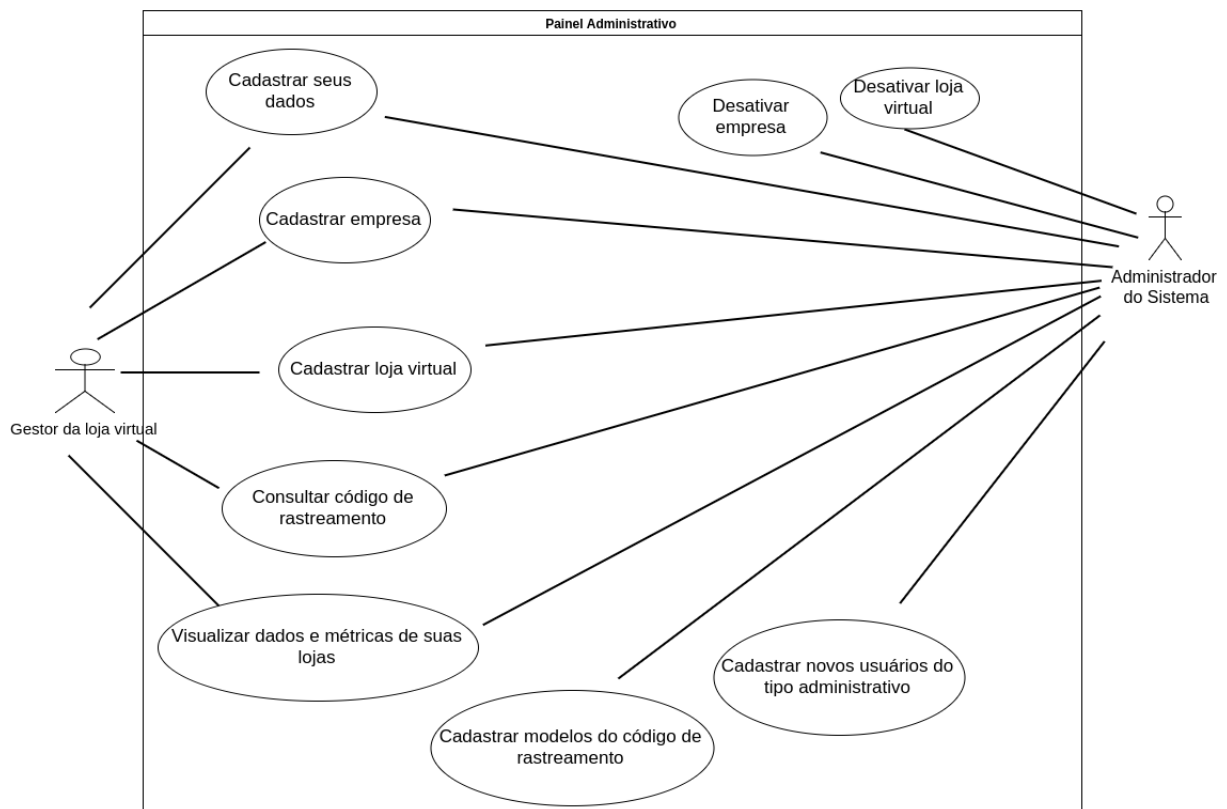 Painel Administrativo
Cadastrar seus
dados
Desativar
empresa
Desativar loja
virtual
Cadastrar empresa
Administrador
do Sistema
Cadastrar loja virtual
Gestor da loja virtual
Consultar código de
rastreamento
Visualizar dados e métricas de suas
lojas
Cadastrar novos usuários do
tipo administrativo
Cadastrar modelos do código de
rastreamento